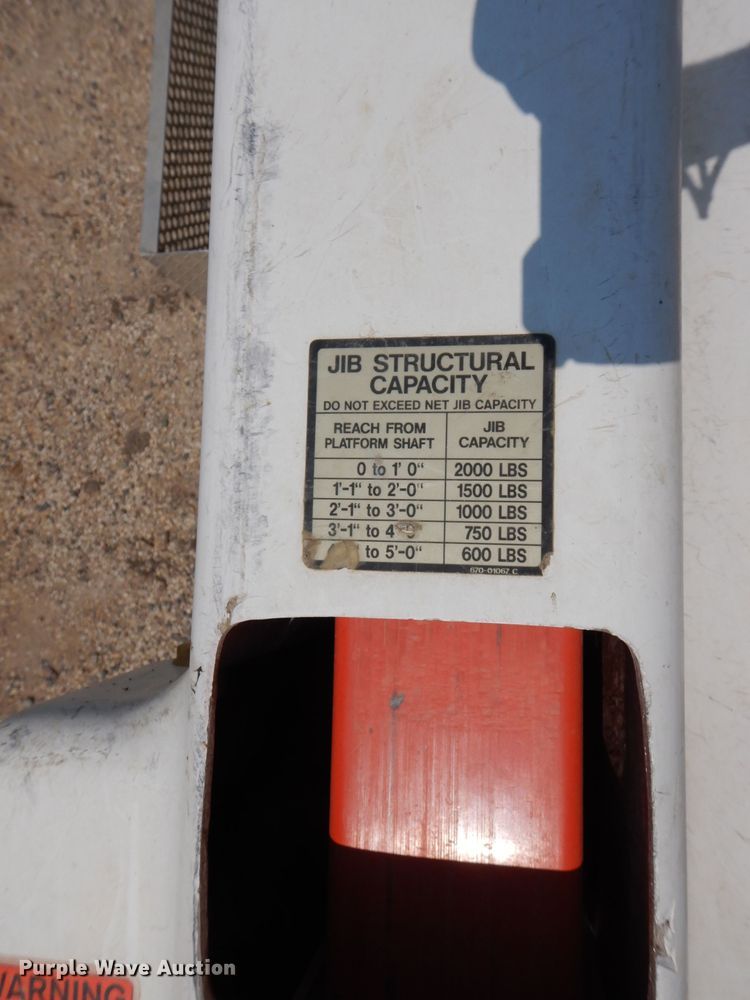 JIB STRUCTURAL
CAPACITY
DO NOT EXCEED NET JIB CAPACITY
REACH FROM PLATFORM SHAFT JIB CAPACITY
0 to 1' 0" 2000 LBS
1'-1" to 2'-0" 1500 LBS
2'-1" to 3'-0" 1000 LBS
3'-1" to 4 750 LBS
to 5'-0" 600 LBS
670-01067 C
WARNING
Purple Wave Auction